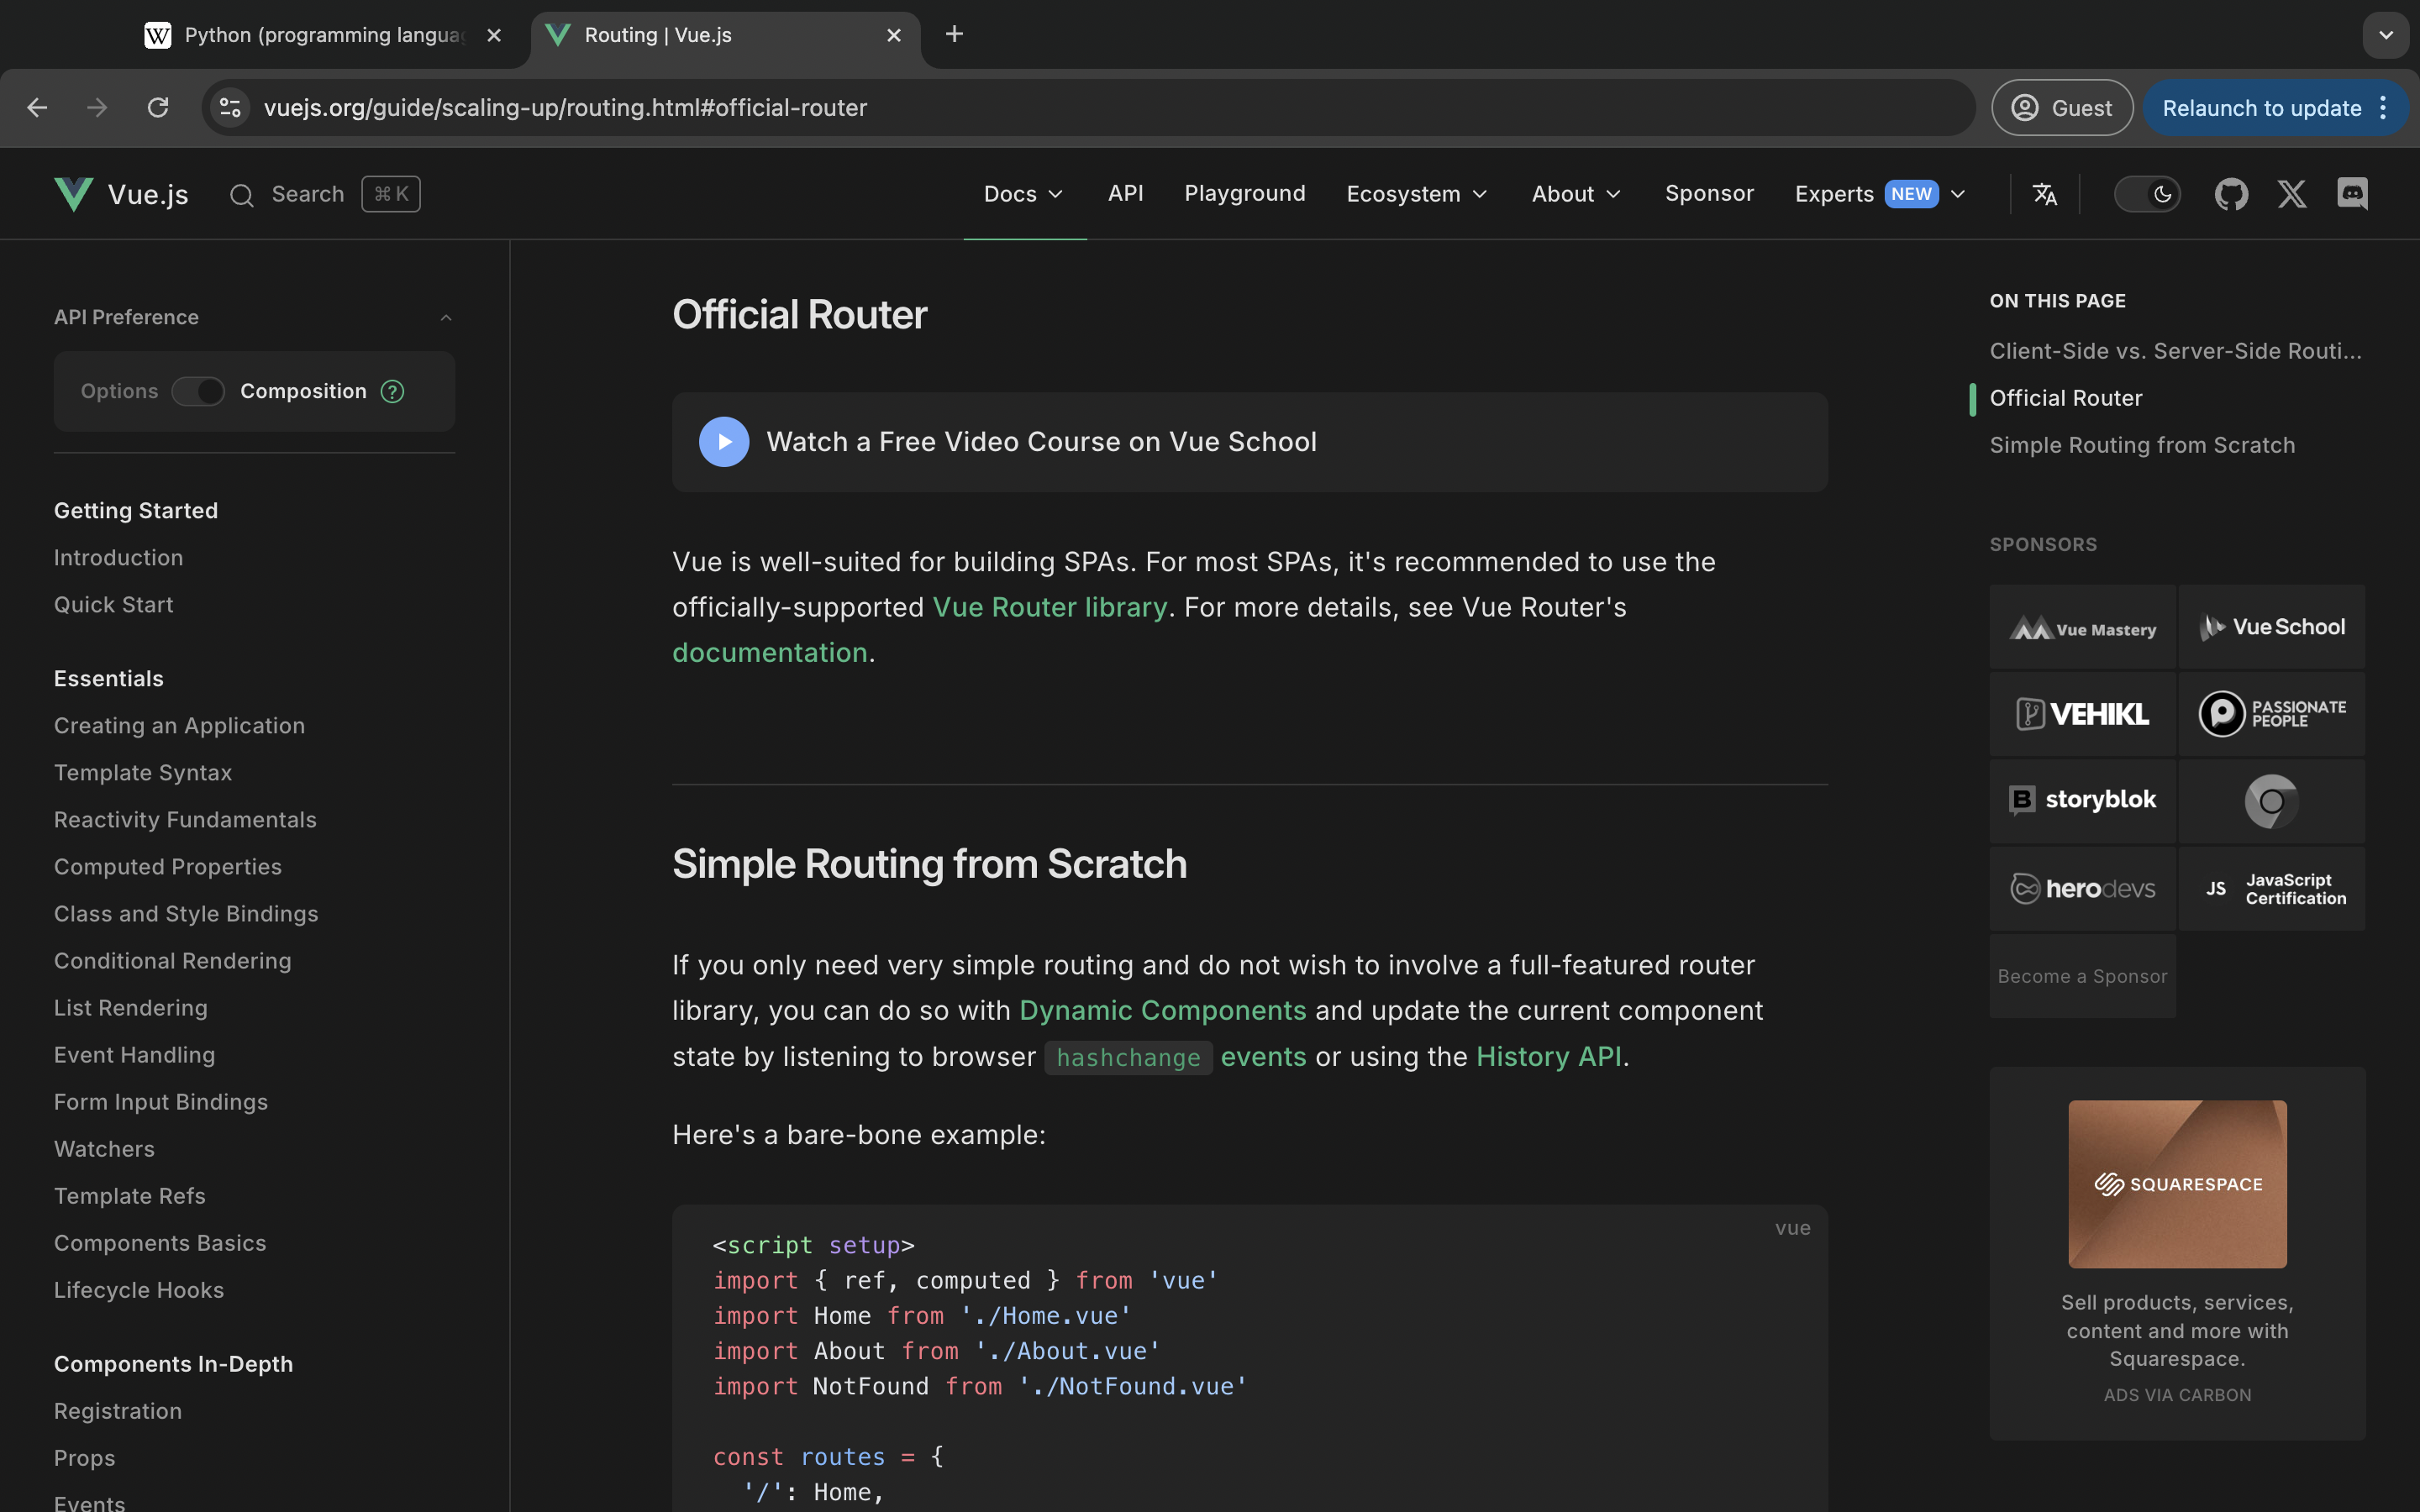 Python (programming langua
Routing | Vue.js
vuejs.org/guide/scaling-up/routing.html#official-router
Guest
Relaunch to update
Vue.js
Search
⌘ K
Docs
API
Playground
Ecosystem
About
Sponsor
Experts NEW
API Preference
Options
Composition
?
Getting Started
Introduction
Quick Start
Essentials
Creating an Application
Template Syntax
Reactivity Fundamentals
Computed Properties
Class and Style Bindings
Conditional Rendering
List Rendering
Event Handling
Form Input Bindings
Watchers
Template Refs
Components Basics
Lifecycle Hooks
Components In-Depth
Registration
Props
Events
Official Router
Watch a Free Video Course on Vue School
Vue is well-suited for building SPAs. For most SPAs, it's recommended to use the
officially-supported Vue Router library. For more details, see Vue Router's
documentation.
Simple Routing from Scratch
If you only need very simple routing and do not wish to involve a full-featured router
library, you can do so with Dynamic Components and update the current component
state by listening to browser hashchange events or using the History API.
Here's a bare-bone example:
vue
<script setup>
import { ref, computed } from 'vue'
import Home from './Home.vue'
import About from './About.vue'
import NotFound from './NotFound.vue'
const routes = {
'/': Home,
ON THIS PAGE
Client-Side vs. Server-Side Routi...
Official Router
Simple Routing from Scratch
SPONSORS
Vue Mastery
Vue School
VEHIKL
PASSIONATE
PEOPLE
storyblok
herodevs
JS JavaScript
Certification
Become a Sponsor
SQUARESPACE
Sell products, services,
content and more with
Squarespace.
ADS VIA CARBON